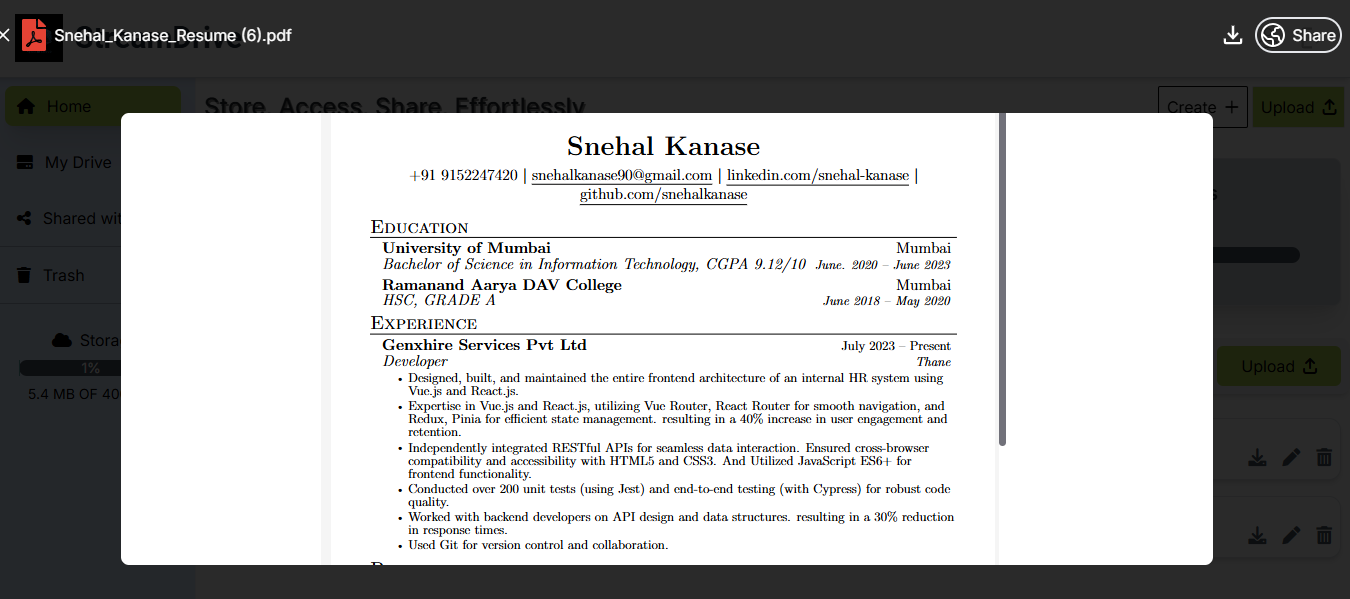 Snehal_Kanase_Resume (6).pdf
StreamDrive
Share
Home
Store Access Share Effortlessly
Create
Upload
My Drive
Shared wit
Trash
Stora
1%
5.4 MB OF 40
Upload
Snehal Kanase
+91 9152247420 | snehalkanase90@gmail.com | linkedin.com/snehal-kanase |
github.com/snehalkanase
Education
University of Mumbai Mumbai
Bachelor of Science in Information Technology, CGPA 9.12/10 June. 2020 – June 2023
Ramanand Aarya DAV College Mumbai
HSC, GRADE A June 2018 – May 2020
Experience
Genxhire Services Pvt Ltd July 2023 – Present
Developer Thane
• Designed, built, and maintained the entire frontend architecture of an internal HR system using
Vue.js and React.js.
• Expertise in Vue.js and React.js, utilizing Vue Router, React Router for smooth navigation, and
Redux, Pinia for efficient state management. resulting in a 40% increase in user engagement and
retention.
• Independently integrated RESTful APIs for seamless data interaction. Ensured cross-browser
compatibility and accessibility with HTML5 and CSS3. And Utilized JavaScript ES6+ for
frontend functionality.
• Conducted over 200 unit tests (using Jest) and end-to-end testing (with Cypress) for robust code
quality.
• Worked with backend developers on API design and data structures. resulting in a 30% reduction
in response times.
• Used Git for version control and collaboration.